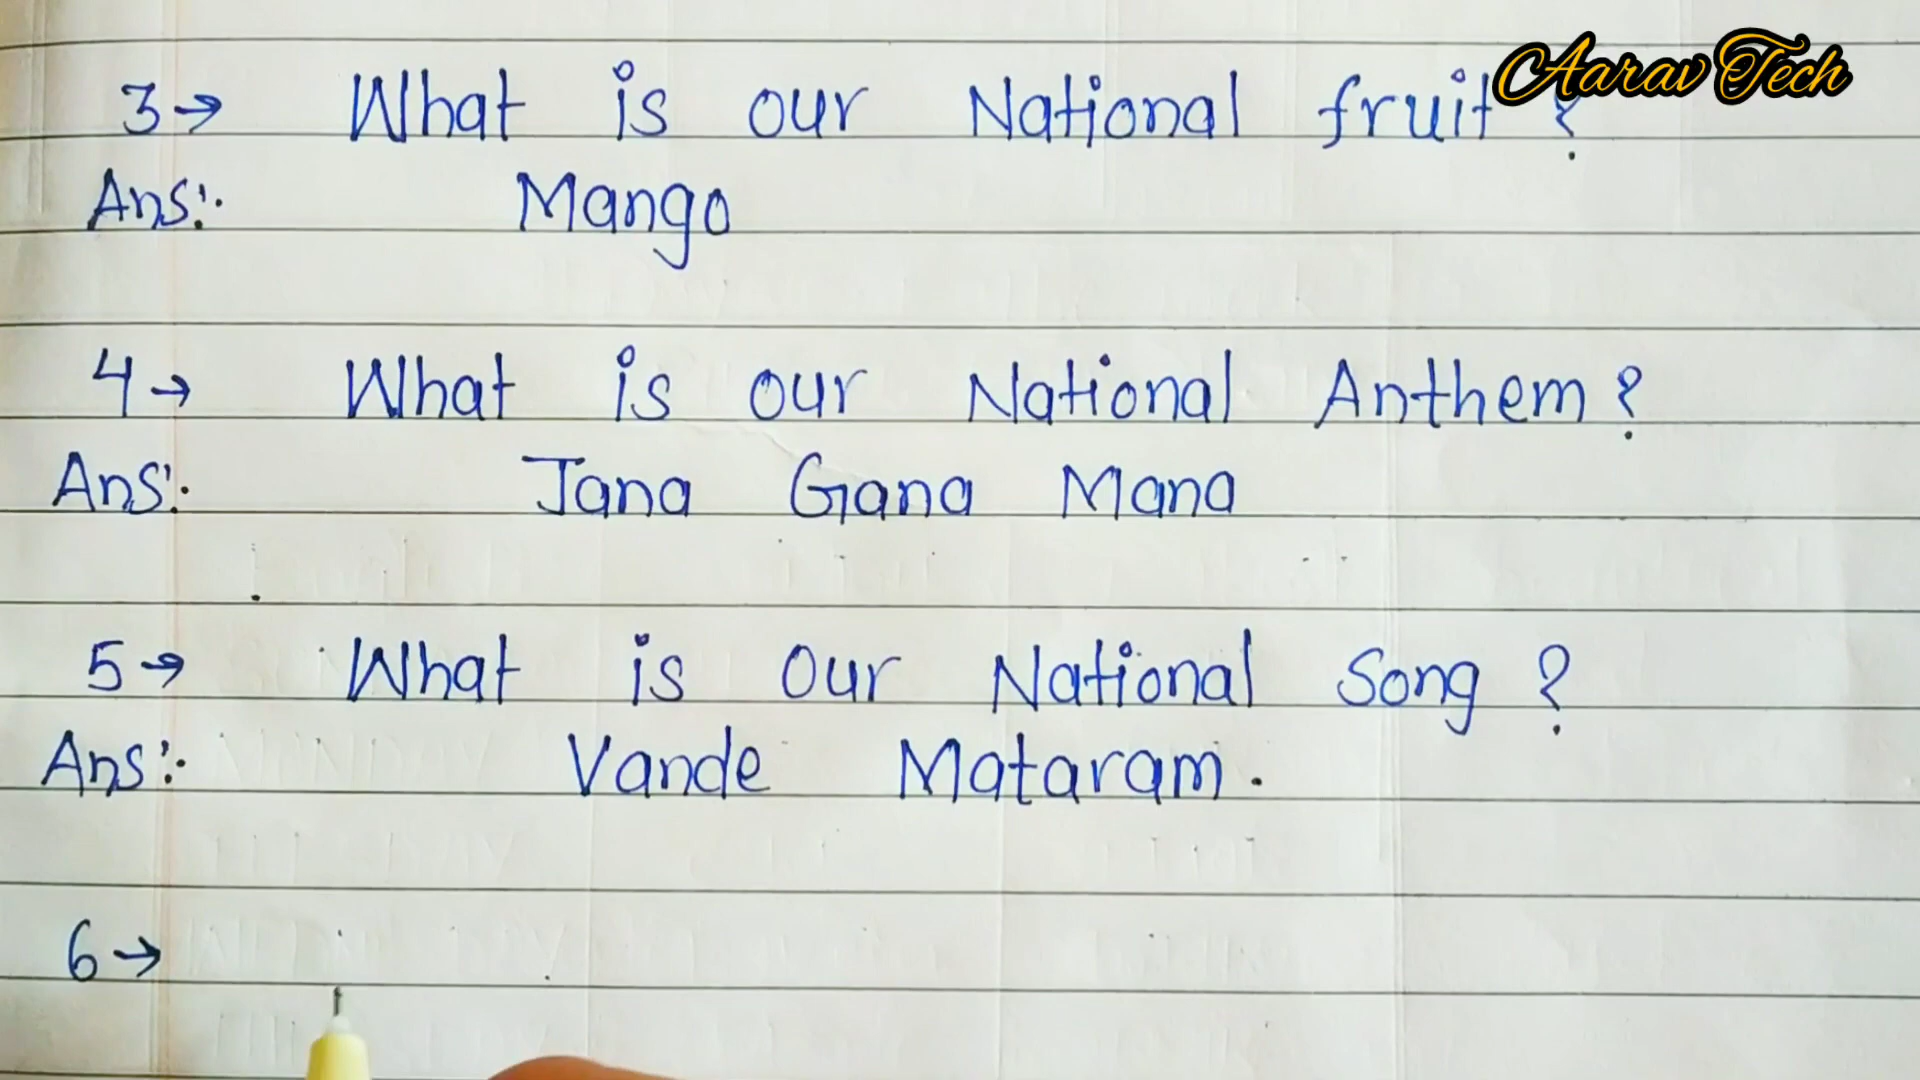 Aarav Tech
3→ What is our National fruit ?
Ans:- Mango
4→ What is our National Anthem ?
Ans:- Jana Gana Mana
5→ What is Our National Song ?
Ans:- Vande Mataram.
6→